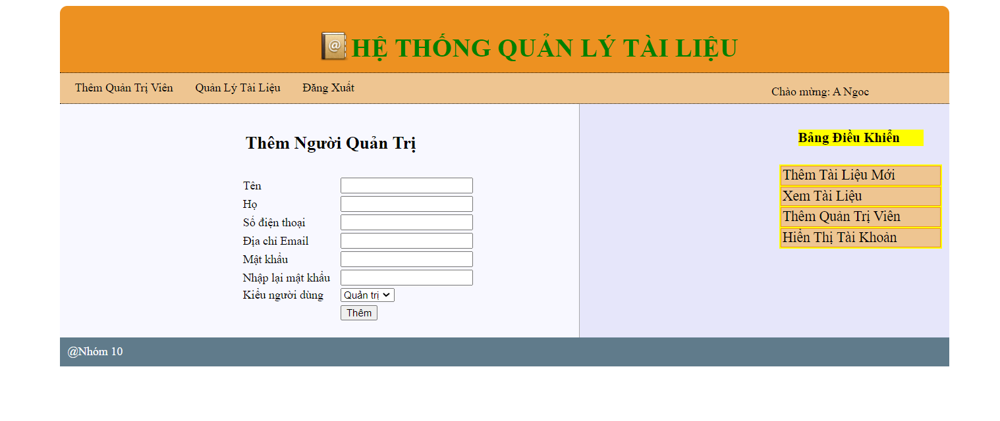 @ HỆ THỐNG QUẢN LÝ TÀI LIỆU
Thêm Quản Trị Viên Quản Lý Tài Liệu Đăng Xuất Chào mừng: A Ngoc
Thêm Người Quản Trị
Tên
Họ
Số điện thoại
Địa chỉ Email
Mật khẩu
Nhập lại mật khẩu
Kiểu người dùng Quản trị
Thêm
Bảng Điều Khiển
Thêm Tài Liệu Mới
Xem Tài Liệu
Thêm Quản Trị Viên
Hiển Thị Tài Khoản
@Nhóm 10